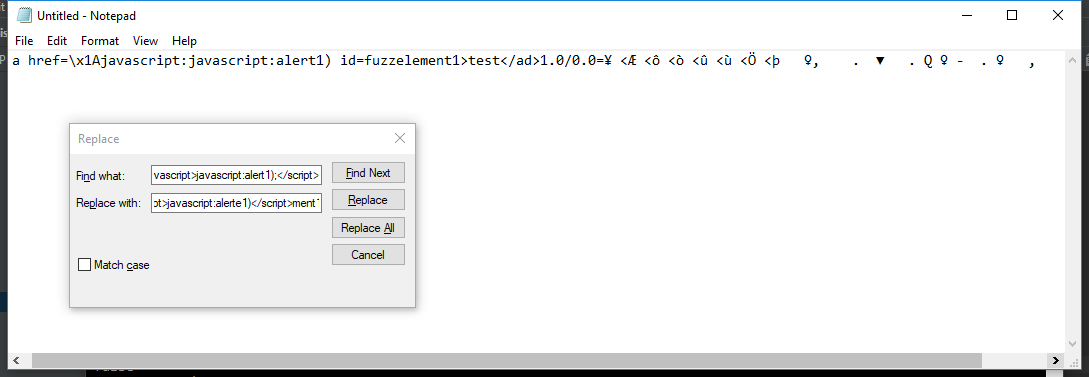 Untitled - Notepad
File Edit Format View Help
a href=\x1Ajavascript:javascript:alert1) id=fuzzelement1>test</ad>1.0/0.0=¥ <Æ <ô <ò <û <ù <Ö <þ ♀, . ▼ . Q ♀ - . ♀ ,
Replace
Find what: vascript>javascript:alert1);</script> Find Next
Replace with: pt>javascript:alerte1)</script>ment1 Replace
Replace All
Cancel
Match case